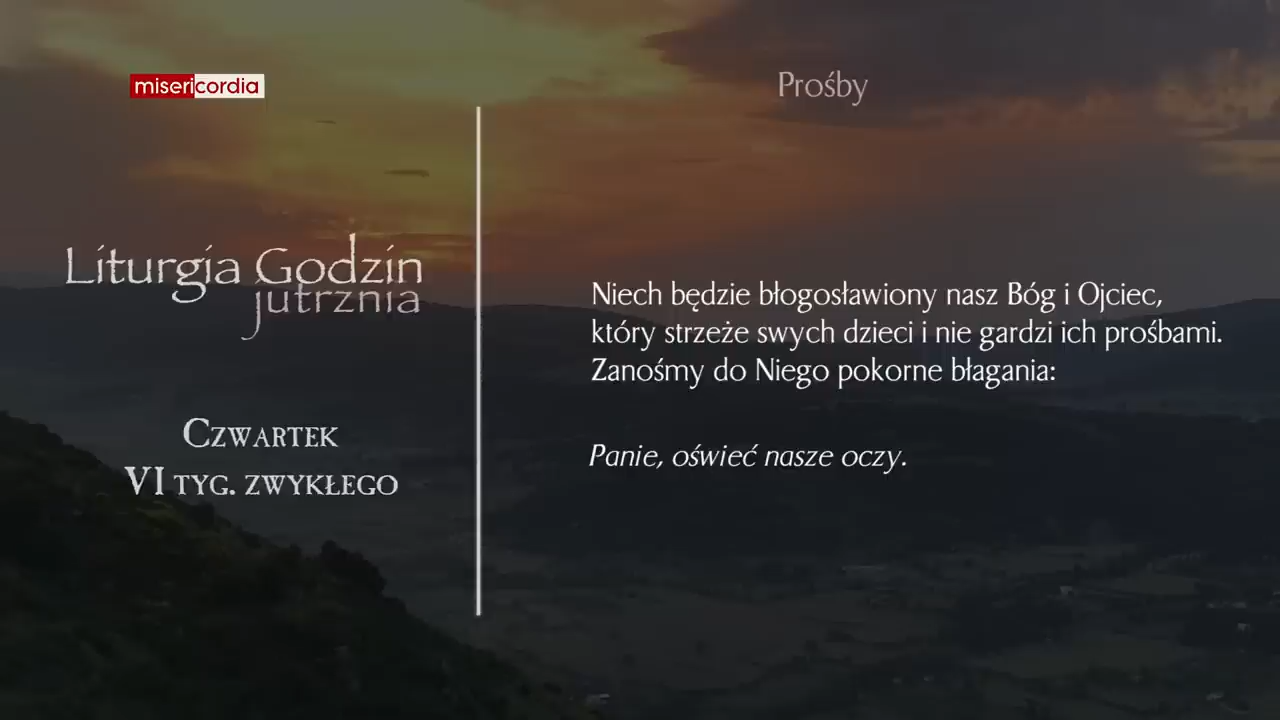 misericordia
Liturgia Godzin
jutrznia
Czwartek
VI tyg. zwykłego
Prośby
Niech będzie błogosławiony nasz Bóg i Ojciec,
który strzeże swych dzieci i nie gardzi ich prośbami.
Zanośmy do Niego pokorne błagania:
Panie, oświeć nasze oczy.